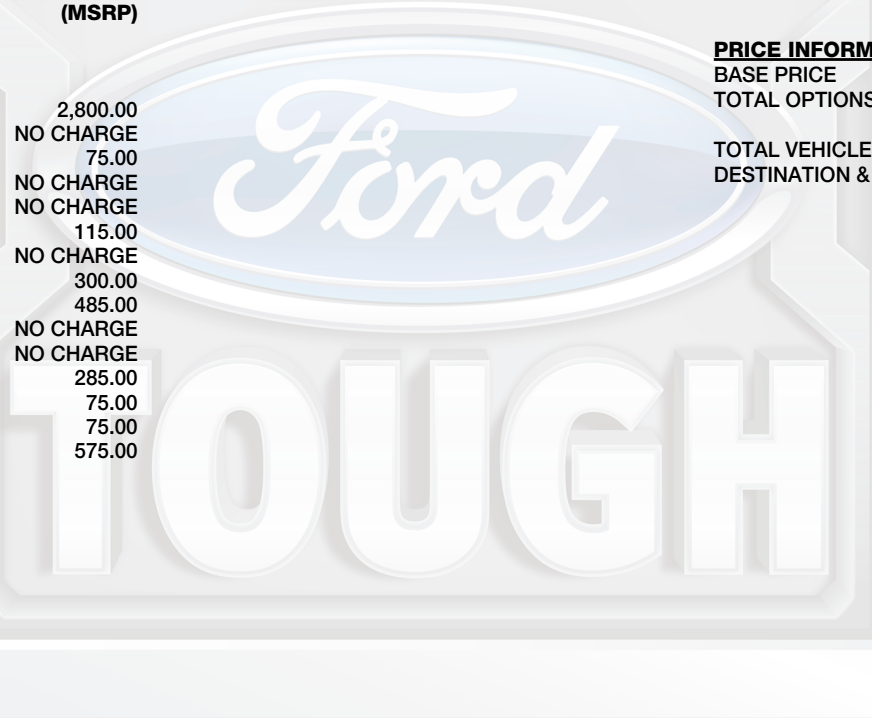 (MSRP)
2,800.00
NO CHARGE
75.00
NO CHARGE
NO CHARGE
115.00
NO CHARGE
300.00
485.00
NO CHARGE
NO CHARGE
285.00
75.00
75.00
575.00
PRICE INFORM
BASE PRICE
TOTAL OPTIONS
TOTAL VEHICLE
DESTINATION &
Ford
TOUGH